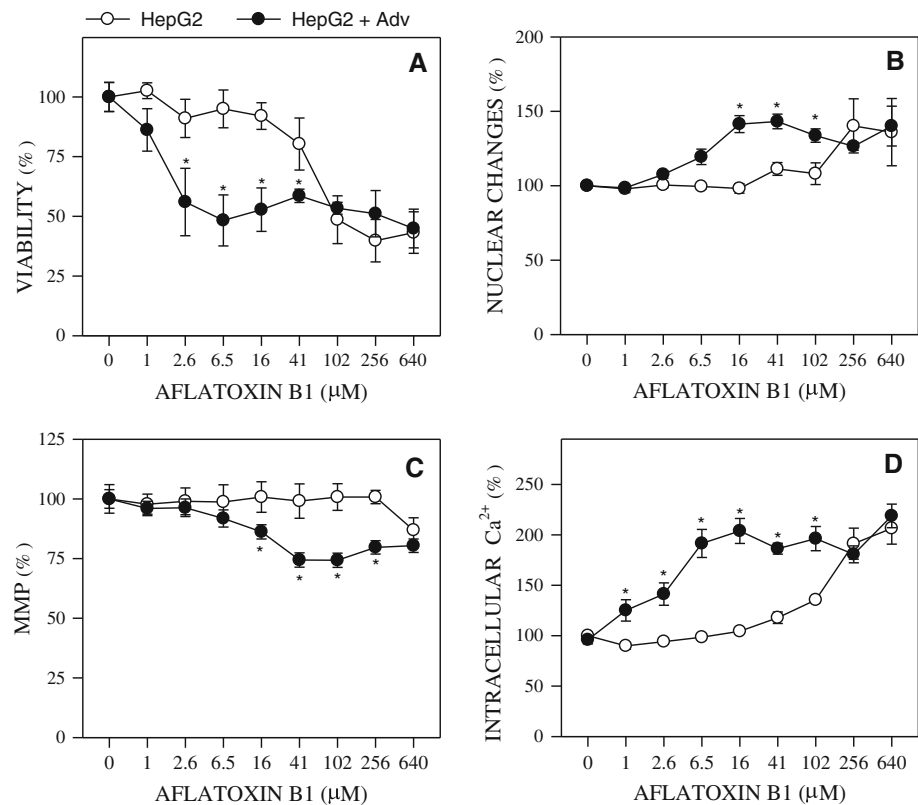 HepG2 HepG2 + Adv
A
VIABILITY (%)
100
75
50
25
0
* * * *
0 1 2.6 6.5 16 41 102 256 640
AFLATOXIN B1 (μM)
B
NUCLEAR CHANGES (%)
200
150
100
50
0
* * *
0 1 2.6 6.5 16 41 102 256 640
AFLATOXIN B1 (μM)
C
MMP (%)
125
100
75
50
25
0
* * * *
0 1 2.6 6.5 16 41 102 256 640
AFLATOXIN B1 (μM)
D
INTRACELLULAR Ca²⁺ (%)
250
200
150
100
50
0
* * * * * *
0 1 2.6 6.5 16 41 102 256 640
AFLATOXIN B1 (μM)